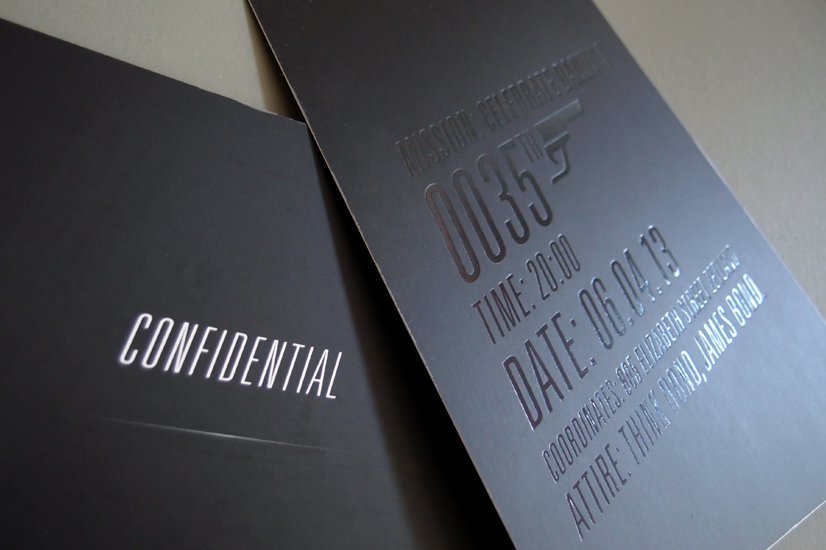 CONFIDENTIAL
MISSION: CELEBRATE
0035TH
TIME: 20:00
DATE: 06.04.13
COORDINATES: ELIZABETH STREET
ATTIRE: THINK BOND, JAMES BOND